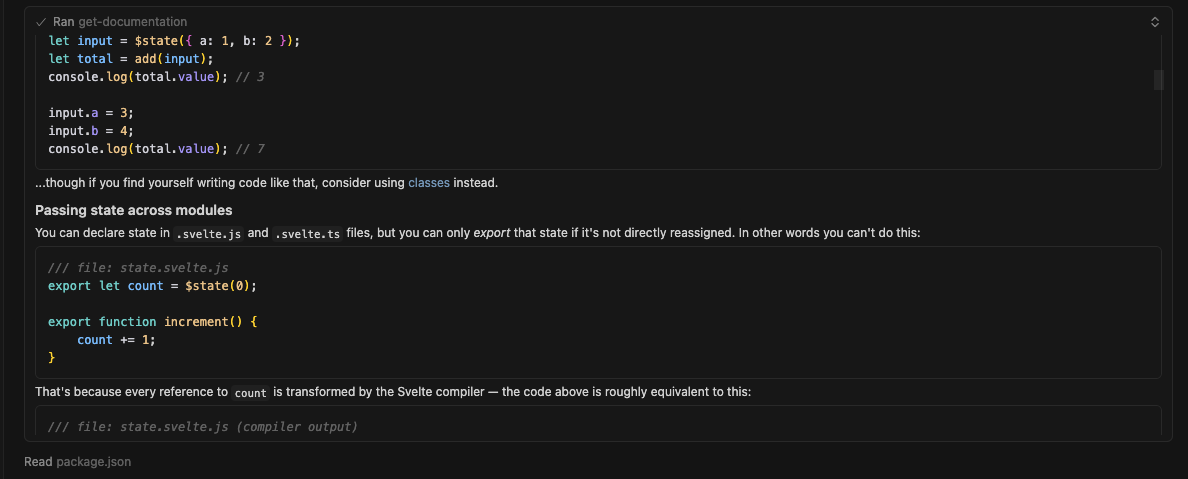 Ran get-documentation
let input = $state({ a: 1, b: 2 });
let total = add(input);
console.log(total.value); // 3
input.a = 3;
input.b = 4;
console.log(total.value); // 7
...though if you find yourself writing code like that, consider using classes instead.
Passing state across modules
You can declare state in .svelte.js and .svelte.ts files, but you can only export that state if it's not directly reassigned. In other words you can't do this:
/// file: state.svelte.js
export let count = $state(0);
export function increment() {
    count += 1;
}
That's because every reference to count is transformed by the Svelte compiler — the code above is roughly equivalent to this:
/// file: state.svelte.js (compiler output)
Read package.json